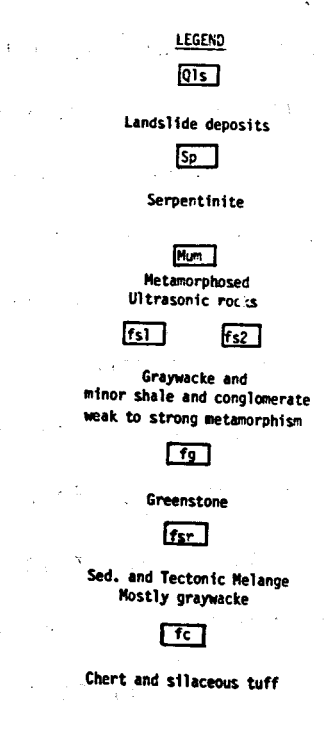 LEGEND
Qls
Landslide deposits
Sp
Serpentinite
Mum
Metamorphosed
Ultrasonic rocks
fs1 fs2
Graywacke and
minor shale and conglomerate
weak to strong metamorphism
fg
Greenstone
fsr
Sed. and Tectonic Melange
Mostly graywacke
fc
Chert and silaceous tuff